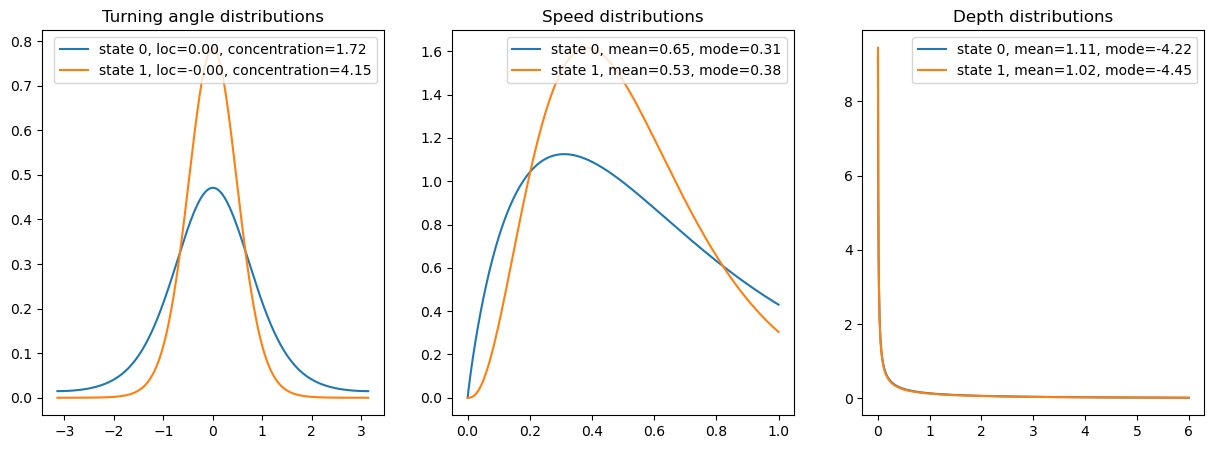 Turning angle distributions
state 0, loc=0.00, concentration=1.72
state 1, loc=-0.00, concentration=4.15
0.8
0.7
0.6
0.5
0.4
0.3
0.2
0.1
0.0
−3 −2 −1 0 1 2 3
Speed distributions
state 0, mean=0.65, mode=0.31
state 1, mean=0.53, mode=0.38
1.6
1.4
1.2
1.0
0.8
0.6
0.4
0.2
0.0
0.0 0.2 0.4 0.6 0.8 1.0
Depth distributions
state 0, mean=1.11, mode=-4.22
state 1, mean=1.02, mode=-4.45
8
6
4
2
0
0 1 2 3 4 5 6